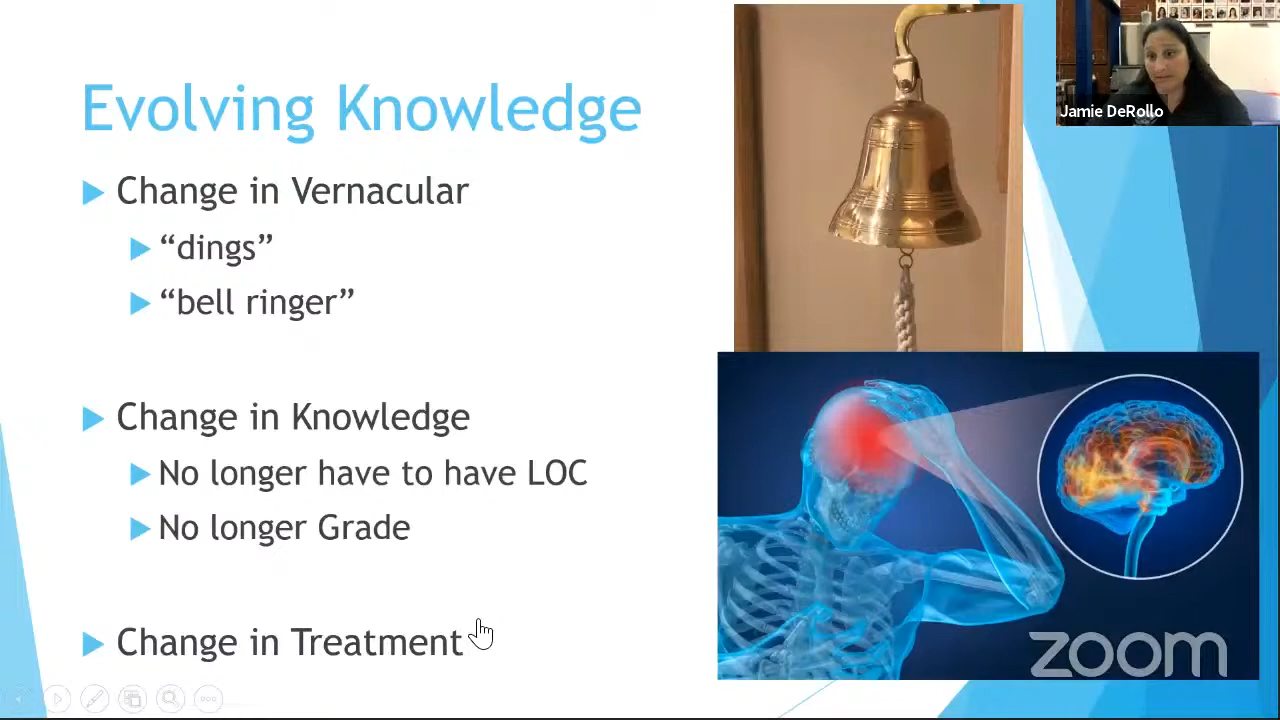 Evolving Knowledge
Change in Vernacular
“dings”
“bell ringer”
Change in Knowledge
No longer have to have LOC
No longer Grade
Change in Treatment
Jamie DeRollo
zoom